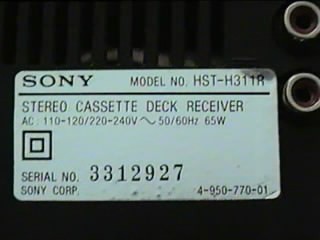 SONY MODEL NO. HST-H311R
STEREO CASSETTE DECK RECEIVER
AC: 110-120/220-240V ~ 50/60Hz 65W
SERIAL NO. 3312927
SONY CORP. 4-950-770-01